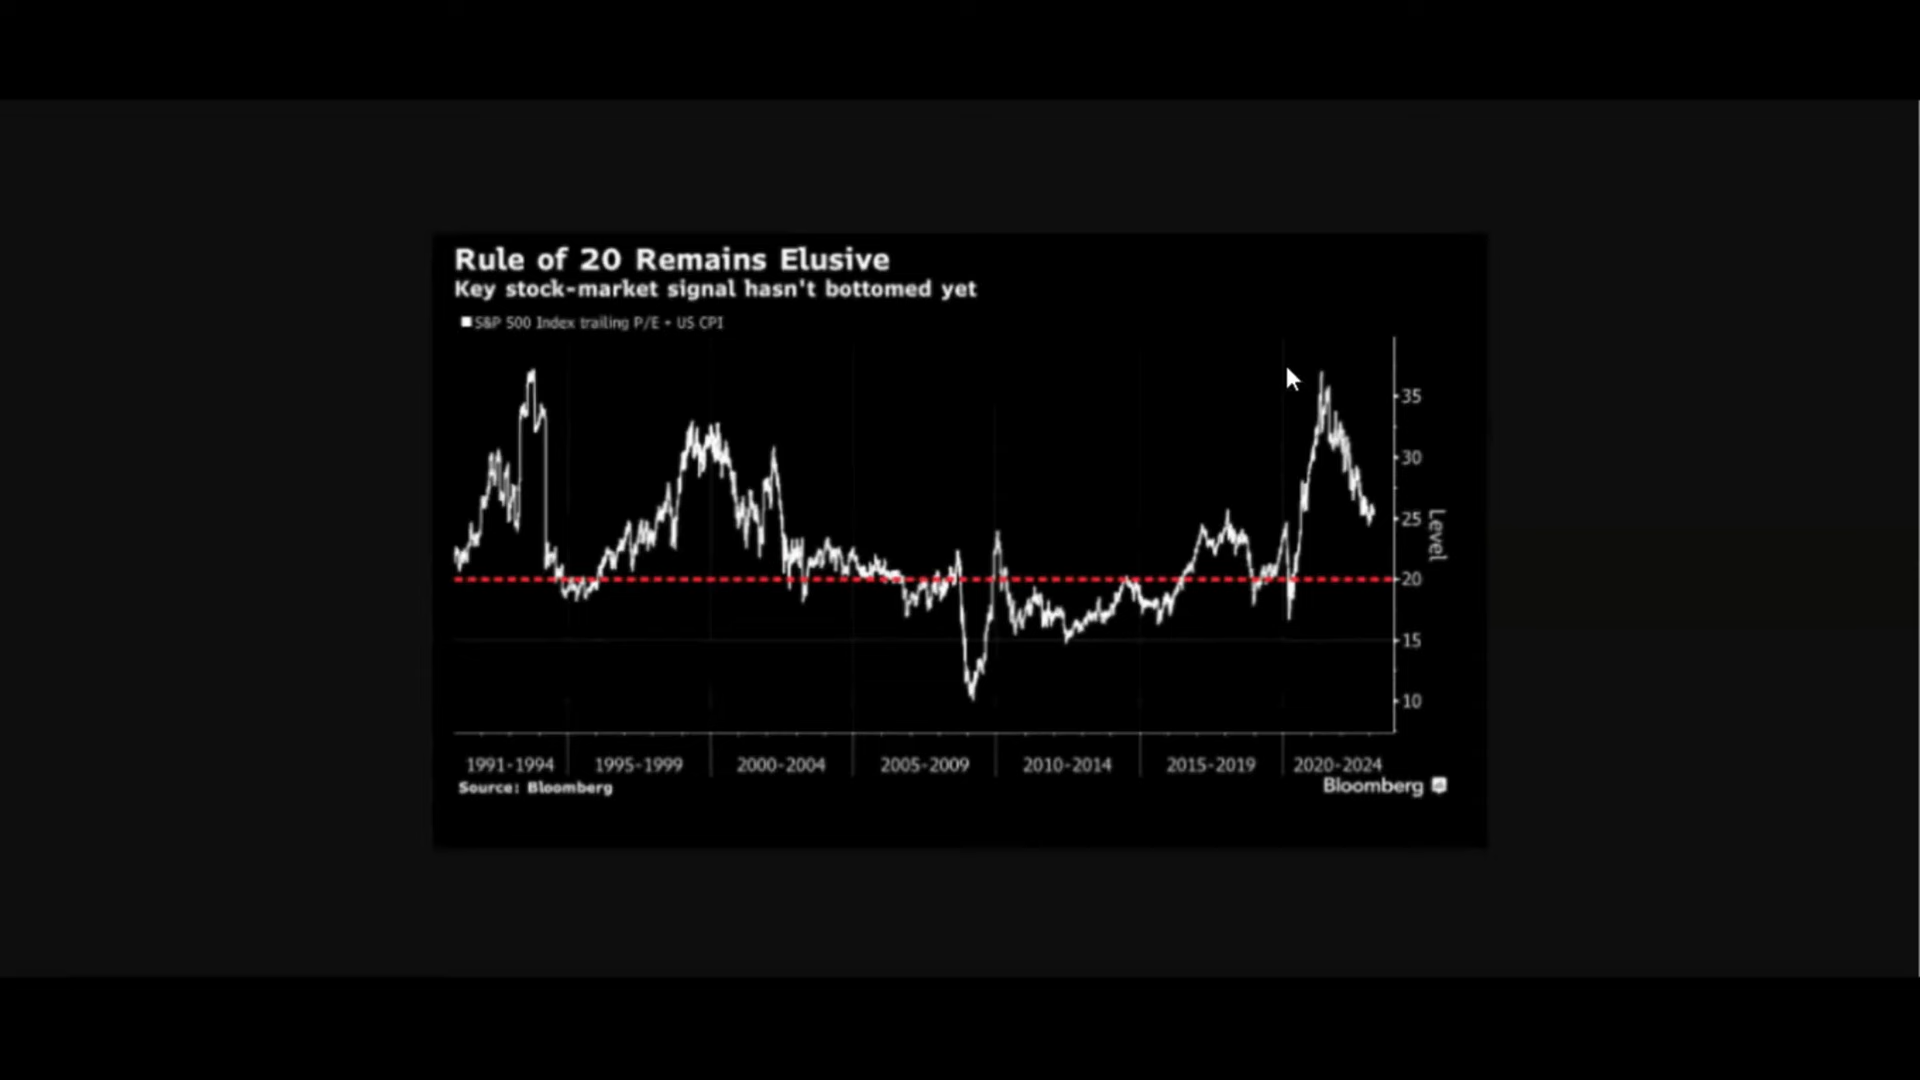 Rule of 20 Remains Elusive
Key stock-market signal hasn't bottomed yet
S&P 500 Index trailing P/E + US CPI
35
30
25
20
15
10
Level
1991-1994 1995-1999 2000-2004 2005-2009 2010-2014 2015-2019 2020-2024
Source: Bloomberg
Bloomberg